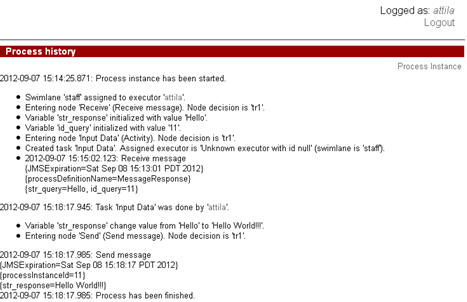 Logged as: attila
Logout
Process history
Process Instance
2012-09-07 15:14:25.871: Process instance has been started.
Swimlane 'staff' assigned to executor 'attila'.
Entering node 'Receive' (Receive message). Node decision is 'tr1'.
Variable 'str_response' initialized with value 'Hello'.
Variable 'id_query' initialized with value '11'.
Entering node 'Input Data' (Activity). Node decision is 'tr1'.
Created task 'Input Data'. Assigned executor is 'Unknown executor with id null' (swimlane is 'staff').
2012-09-07 15:15:02.123: Receive message
{JMSExpiration=Sat Sep 08 15:13:01 PDT 2012}
{processDefinitionName=MessageResponse}
{str_query=Hello, id_query=11}
2012-09-07 15:18:17.945: Task 'Input Data' was done by 'attila'.
Variable 'str_response' change value from 'Hello' to 'Hello World!!!'.
Entering node 'Send' (Send message). Node decision is 'tr1'.
2012-09-07 15:18:17.985: Send message
{JMSExpiration=Sat Sep 08 15:18:17 PDT 2012}
{processInstanceId=11}
{str_response=Hello World!!!}
2012-09-07 15:18:17.985: Process has been finished.